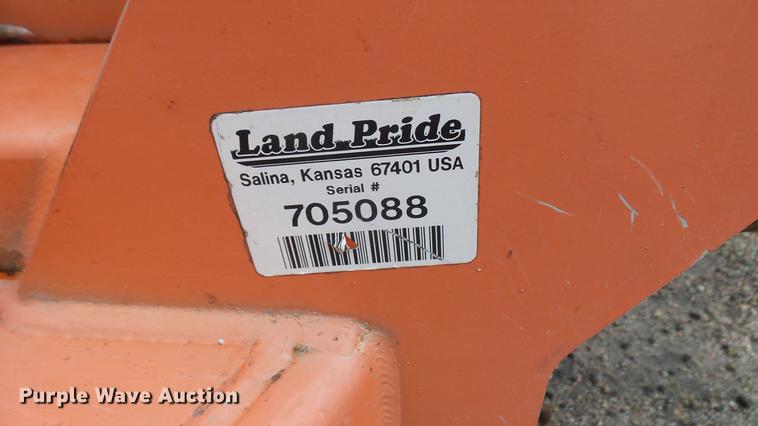 Land Pride
Salina, Kansas 67401 USA
Serial #
705088
Purple Wave Auction